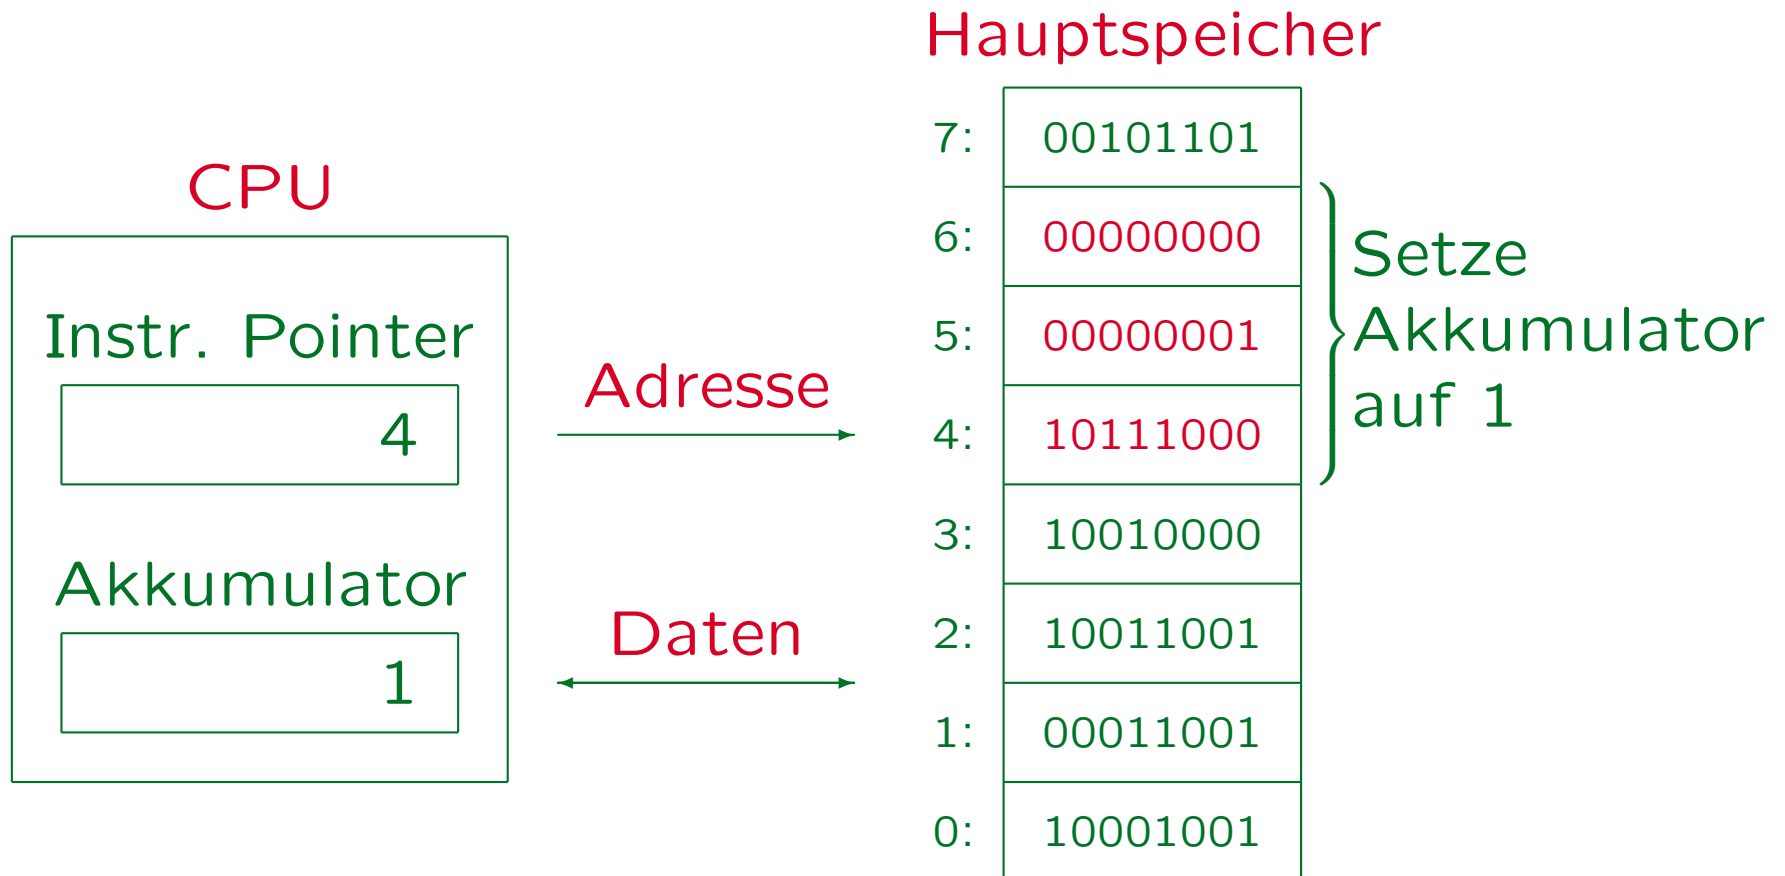 Hauptspeicher
CPU
Instr. Pointer
4
Akkumulator
1
Adresse
Daten
7: 00101101
6: 00000000
5: 00000001
4: 10111000
3: 10010000
2: 10011001
1: 00011001
0: 10001001
Setze
Akkumulator
auf 1